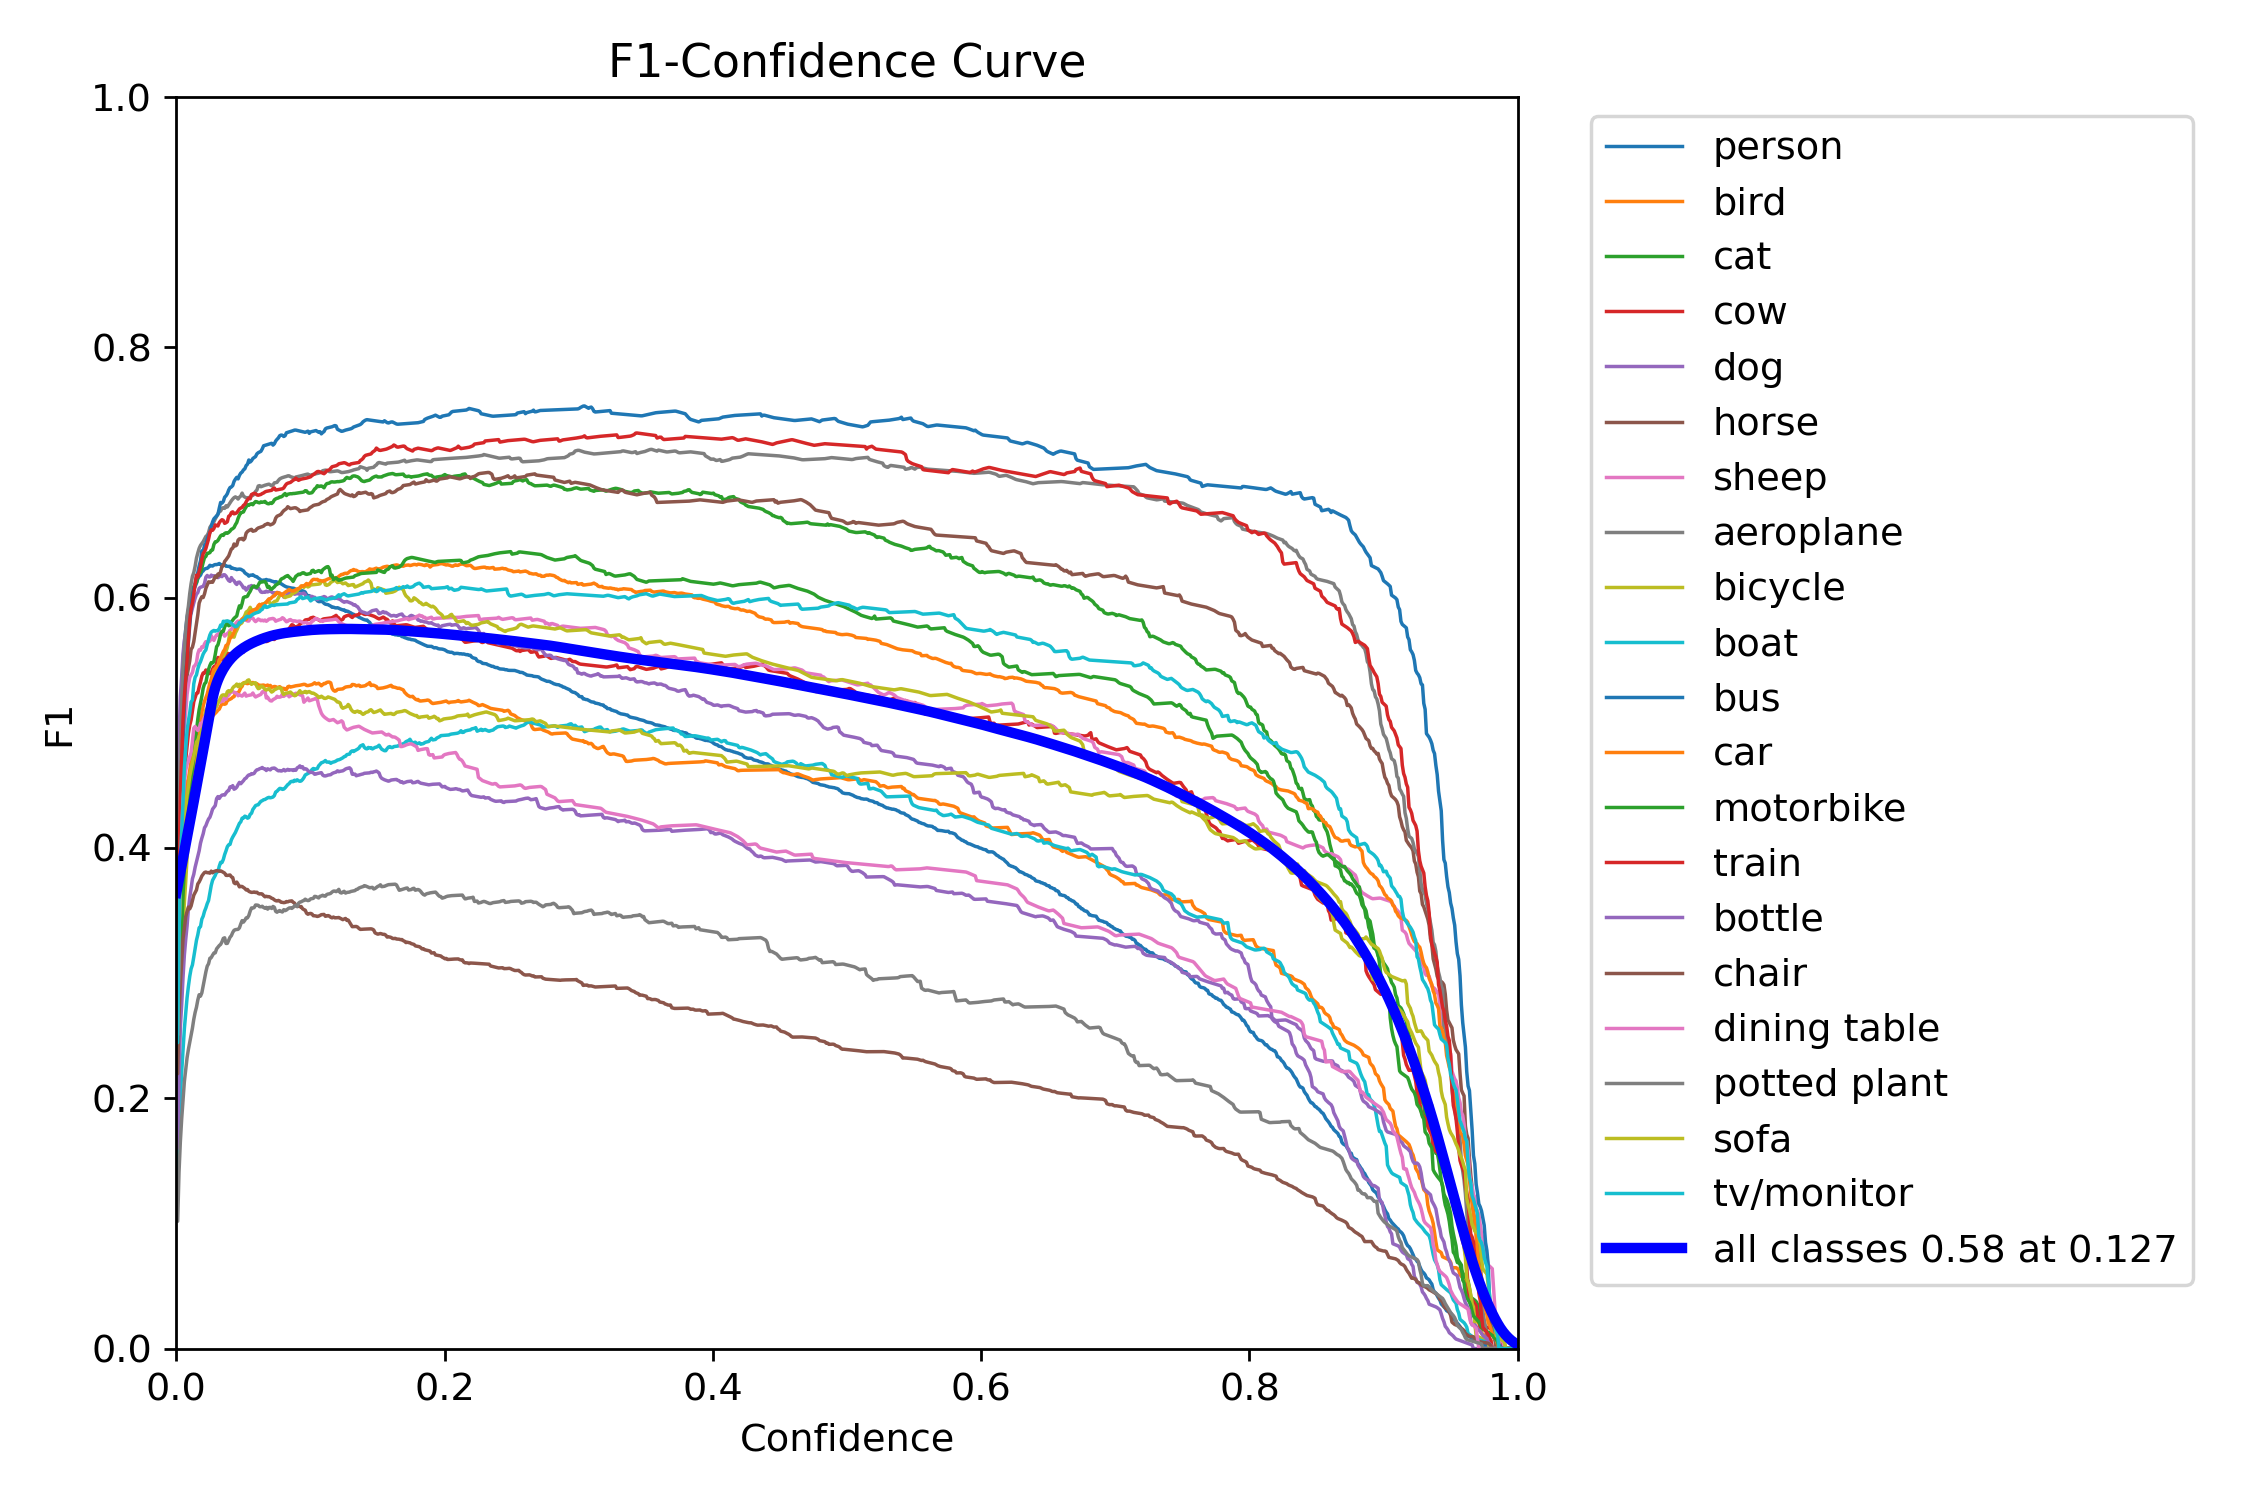 F1-Confidence Curve
1.0
0.8
0.6
0.4
0.2
0.0
F1
0.0 0.2 0.4 0.6 0.8 1.0
Confidence
person
bird
cat
cow
dog
horse
sheep
aeroplane
bicycle
boat
bus
car
motorbike
train
bottle
chair
dining table
potted plant
sofa
tv/monitor
all classes 0.58 at 0.127